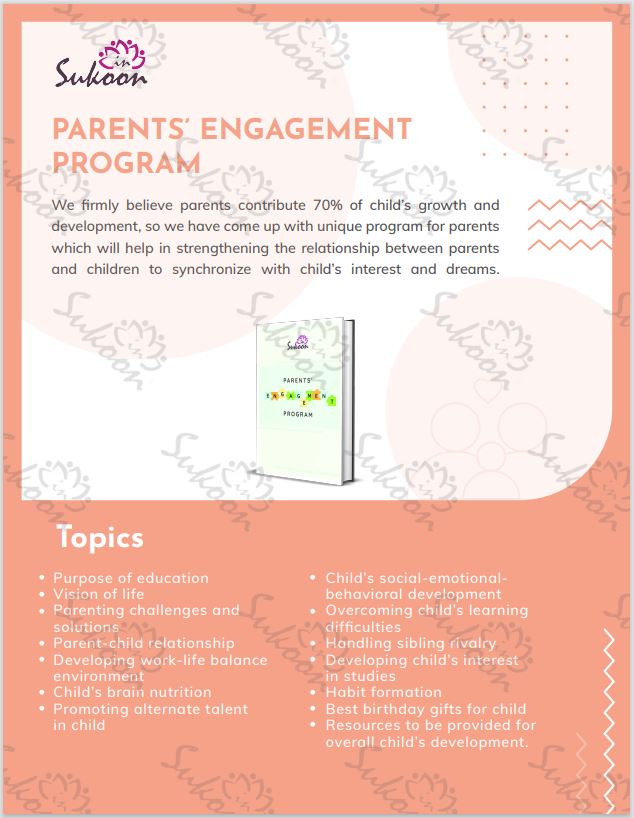 in
Sukoon
PARENTS' ENGAGEMENT
PROGRAM
We firmly believe parents contribute 70% of child's growth and
development, so we have come up with unique program for parents
which will help in strengthening the relationship between parents
and children to synchronize with child's interest and dreams.
Sukoon
PARENTS'
ENGAGEMENT
PROGRAM
Topics
• Purpose of education
• Vision of life
• Parenting challenges and
solutions
• Parent-child relationship
• Developing work-life balance
environment
• Child's brain nutrition
• Promoting alternate talent
in child
• Child's social-emotional-
behavioral development
• Overcoming child's learning
difficulties
• Handling sibling rivalry
• Developing child's interest
in studies
• Habit formation
• Best birthday gifts for child
• Resources to be provided for
overall child's development.